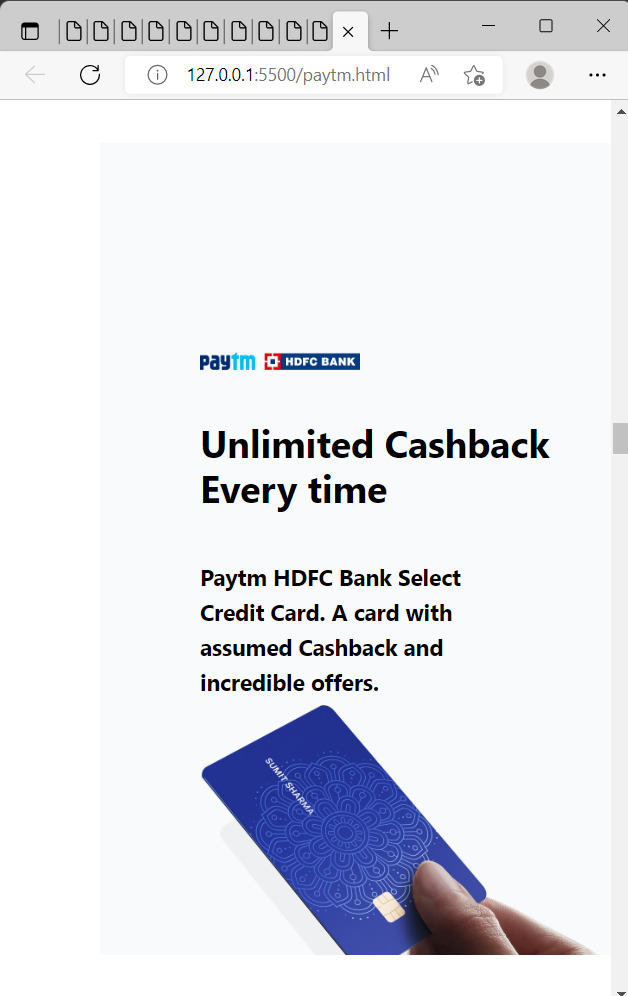 127.0.0.1:5500/paytm.html
paytm HDFC BANK
Unlimited Cashback
Every time
Paytm HDFC Bank Select
Credit Card. A card with
assumed Cashback and
incredible offers.
SUMIT SHARMA